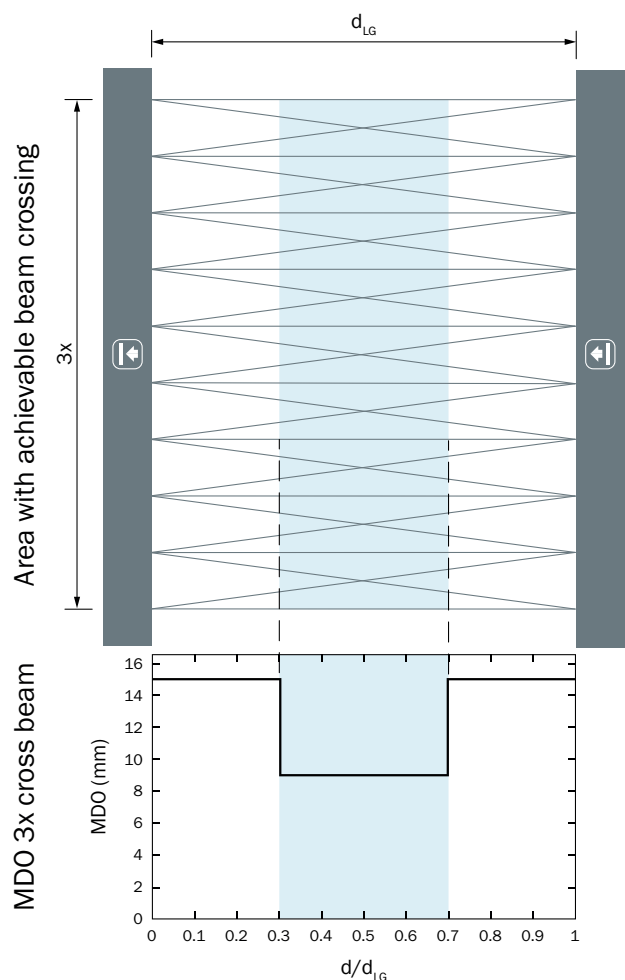 d_LG
Area with achievable beam crossing
3x
MDO 3x cross beam
MDO (mm)
16
14
12
10
8
6
4
2
0
0 0.1 0.2 0.3 0.4 0.5 0.6 0.7 0.8 0.9 1
d/d_LG